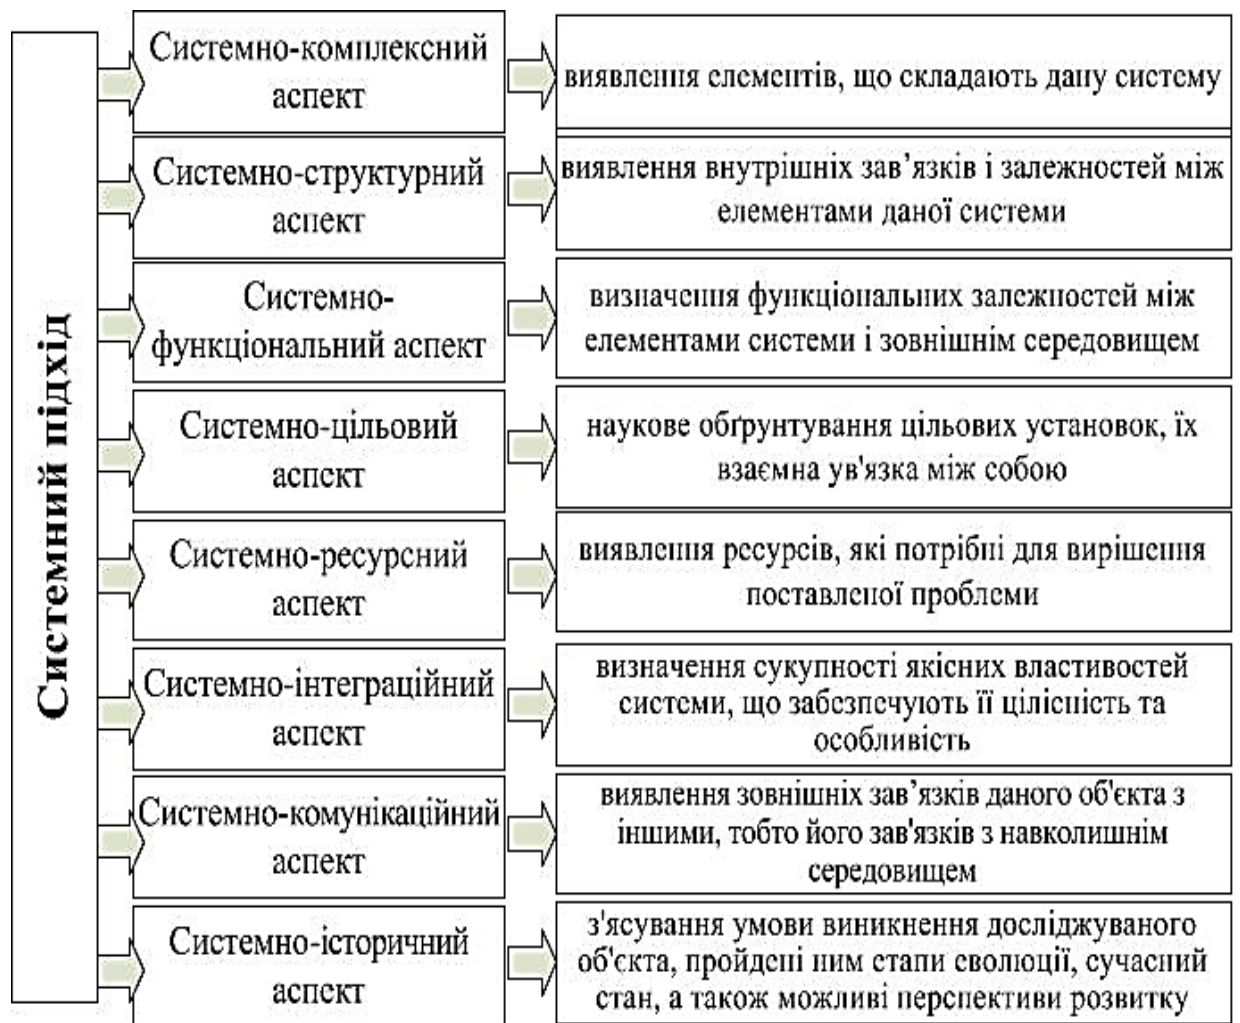 Системний підхід
Системно-комплексний
аспект
виявлення елементів, що складають дану систему
Системно-структурний
аспект
виявлення внутрішніх зав’язків і залежностей між
елементами даної системи
Системно-
функціональний аспект
визначення функціональних залежностей між
елементами системи і зовнішнім середовищем
Системно-цільовий
аспект
наукове обґрунтування цільових установок, їх
взаємна ув'язка між собою
Системно-ресурсний
аспект
виявлення ресурсів, які потрібні для вирішення
поставленої проблеми
Системно-інтеграційний
аспект
визначення сукупності якісних властивостей
системи, що забезпечують її цілісність та
особливість
Системно-комунікаційний
аспект
виявлення зовнішніх зав’язків даного об'єкта з
іншими, тобто його зав'язків з навколишнім
середовищем
Системно-історичний
аспект
з'ясування умови виникнення досліджуваного
об'єкта, пройдені ним етапи еволюції, сучасний
стан, а також можливі перспективи розвитку